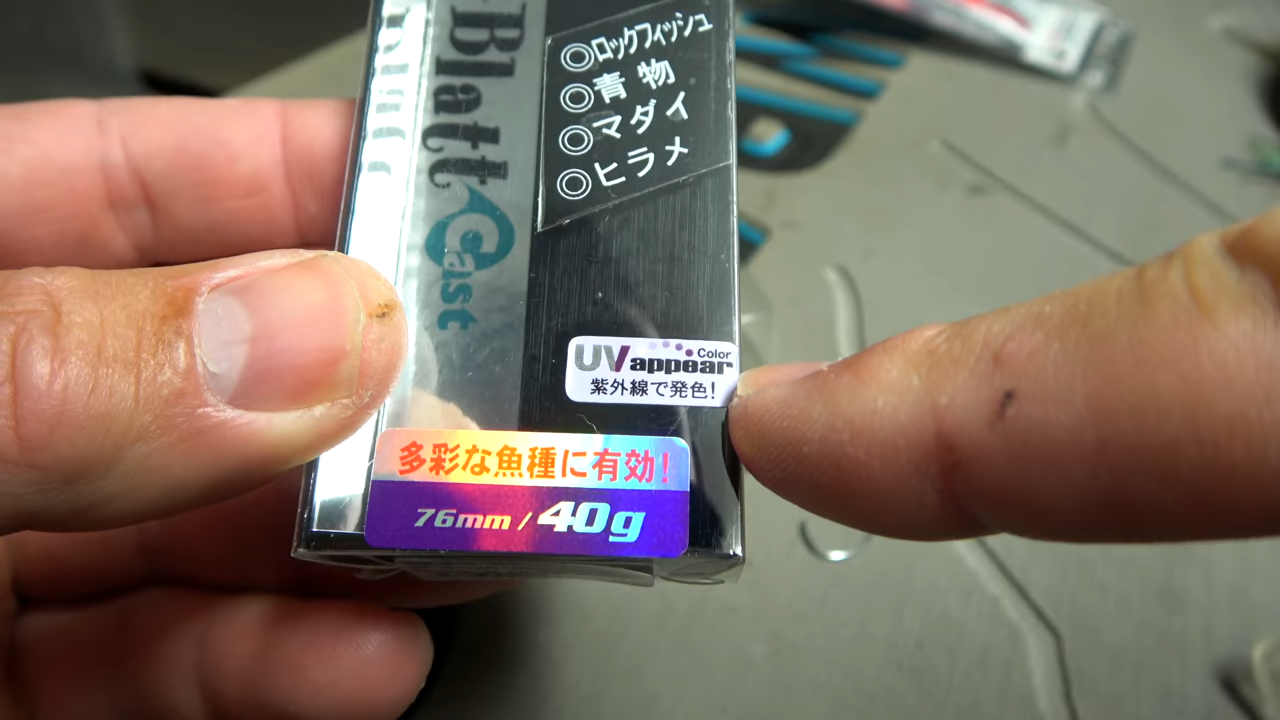 Blatt
Cast
◎ロックフィッシュ
◎青物
◎マダイ
◎ヒラメ
UV appear Color
紫外線で発色!
多彩な魚種に有効!
76mm / 40g